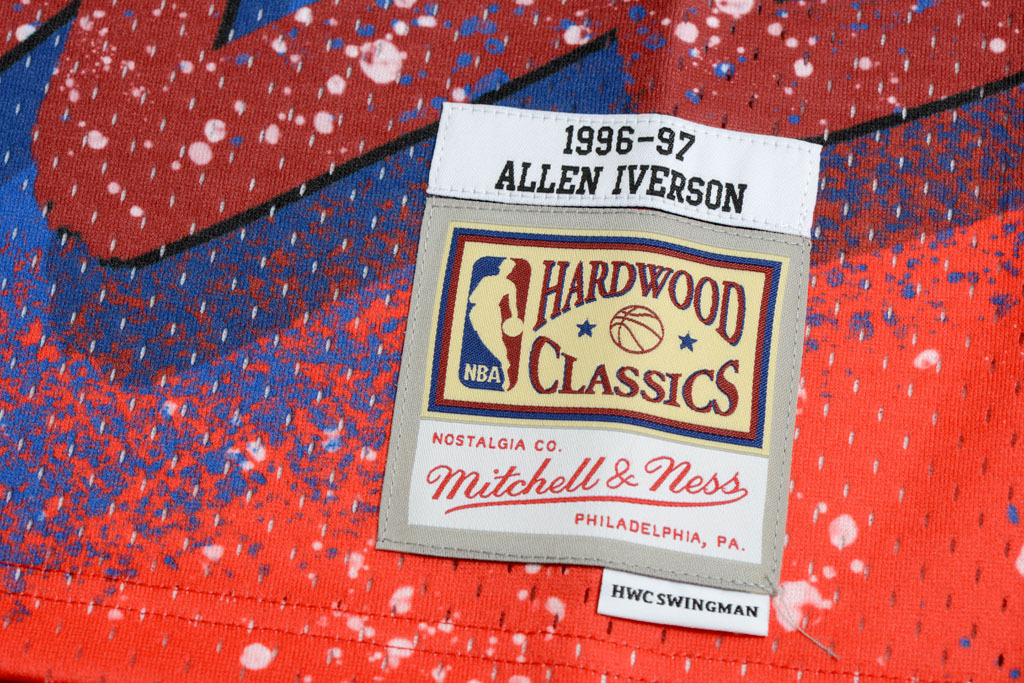 1996-97
ALLEN IVERSON
HARDWOOD
CLASSICS
NBA
NOSTALGIA CO.
Mitchell & Ness
PHILADELPHIA, PA.
HWC SWINGMAN